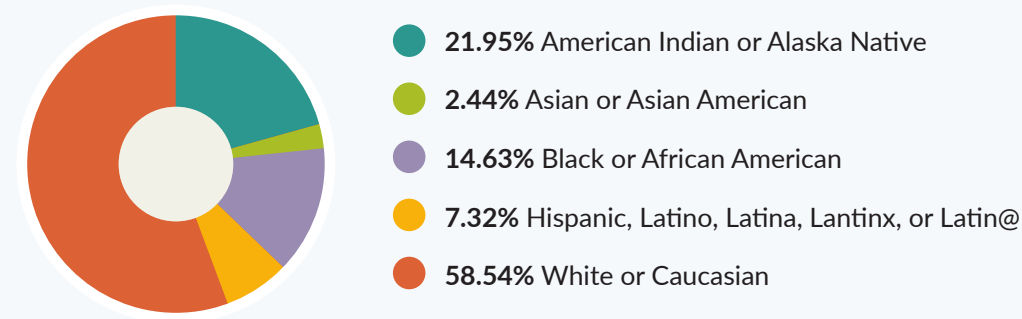 21.95% American Indian or Alaska Native
2.44% Asian or Asian American
14.63% Black or African American
7.32% Hispanic, Latino, Latina, Lantinx, or Latin@
58.54% White or Caucasian